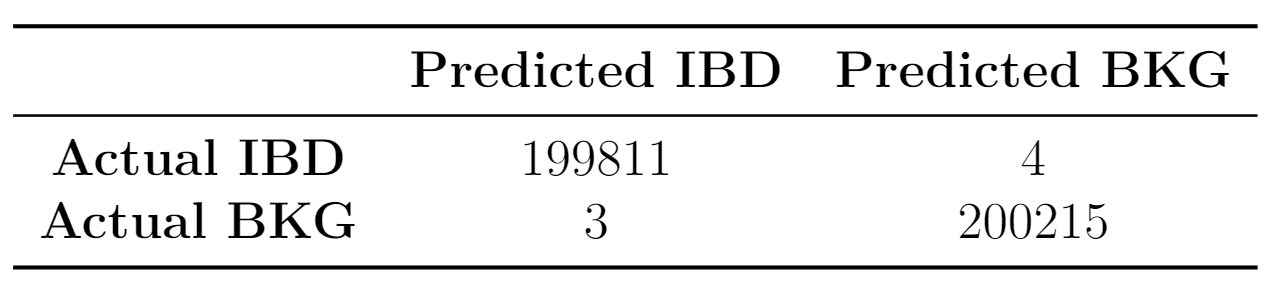 Predicted IBD Predicted BKG
Actual IBD 199811 4
Actual BKG 3 200215